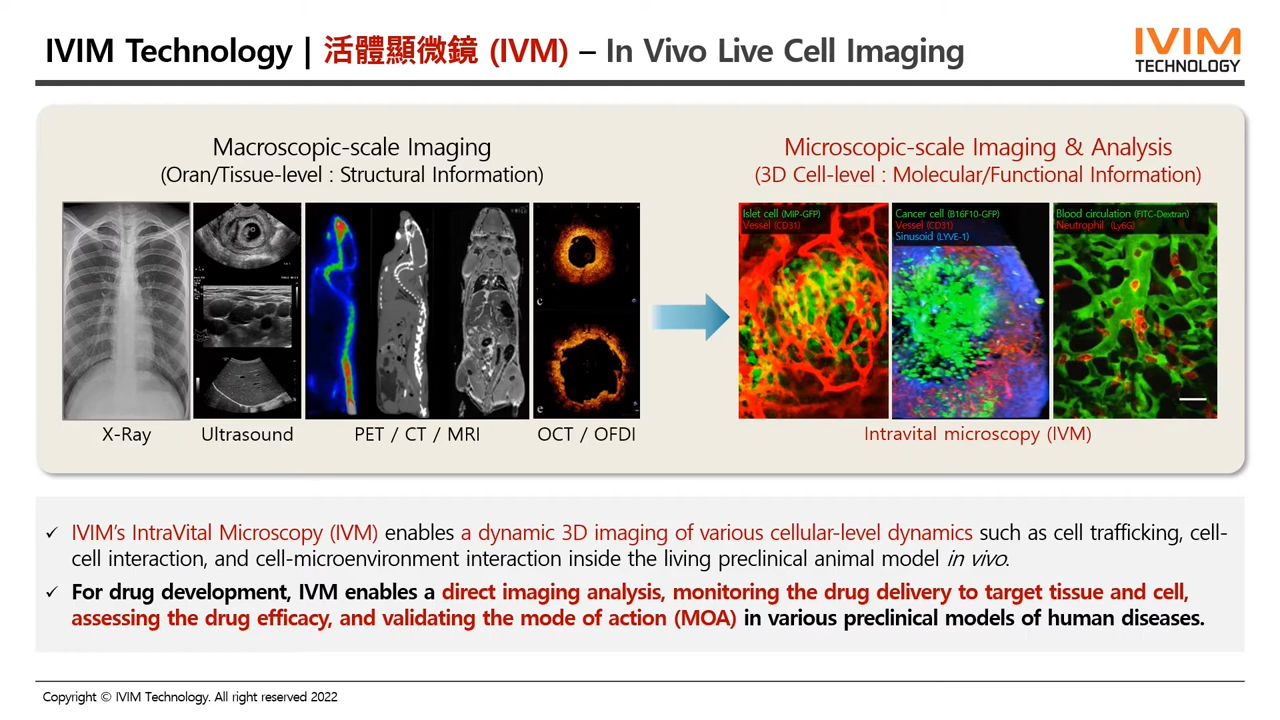 IVIM Technology | 活體顯微鏡 (IVM) – In Vivo Live Cell Imaging
IVIM
TECHNOLOGY
Macroscopic-scale Imaging
(Oran/Tissue-level : Structural Information)
Microscopic-scale Imaging & Analysis
(3D Cell-level : Molecular/Functional Information)
Islet cell (MIP-GFP)
Vessel (CD31)
Cancer cell (B16F10-GFP)
Vessel (CD31)
Sinusoid (LYVE-1)
Blood circulation (FITC-Dextran)
Neutrophil (Ly6G)
c
e
X-Ray
Ultrasound
PET / CT / MRI
OCT / OFDI
Intravital microscopy (IVM)
✓ IVIM’s IntraVital Microscopy (IVM) enables a dynamic 3D imaging of various cellular-level dynamics such as cell trafficking, cell-
cell interaction, and cell-microenvironment interaction inside the living preclinical animal model in vivo.
✓ For drug development, IVM enables a direct imaging analysis, monitoring the drug delivery to target tissue and cell,
assessing the drug efficacy, and validating the mode of action (MOA) in various preclinical models of human diseases.
Copyright © IVIM Technology. All right reserved 2022